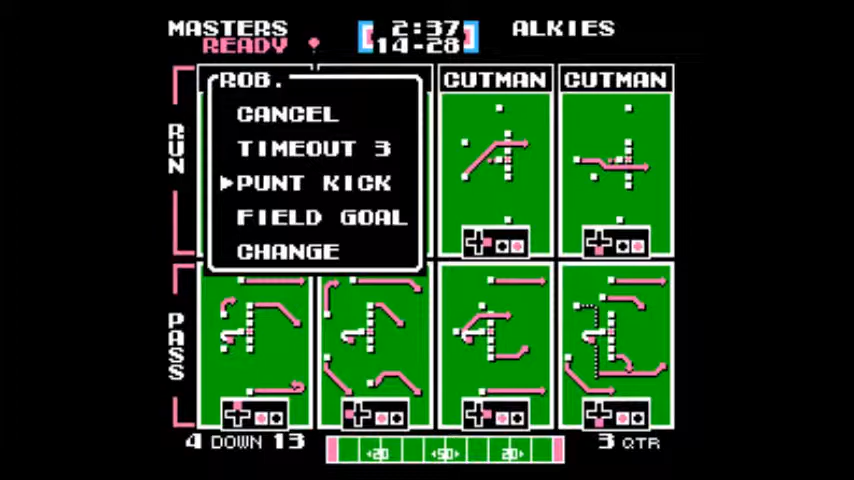 MASTERS 2:37 ALKIES
READY 14-28
ROB.
CANCEL
TIMEOUT 3
PUNT KICK
FIELD GOAL
CHANGE
CUTMAN CUTMAN
RUN
PASS
4 DOWN 13
20 50 20
3 QTR